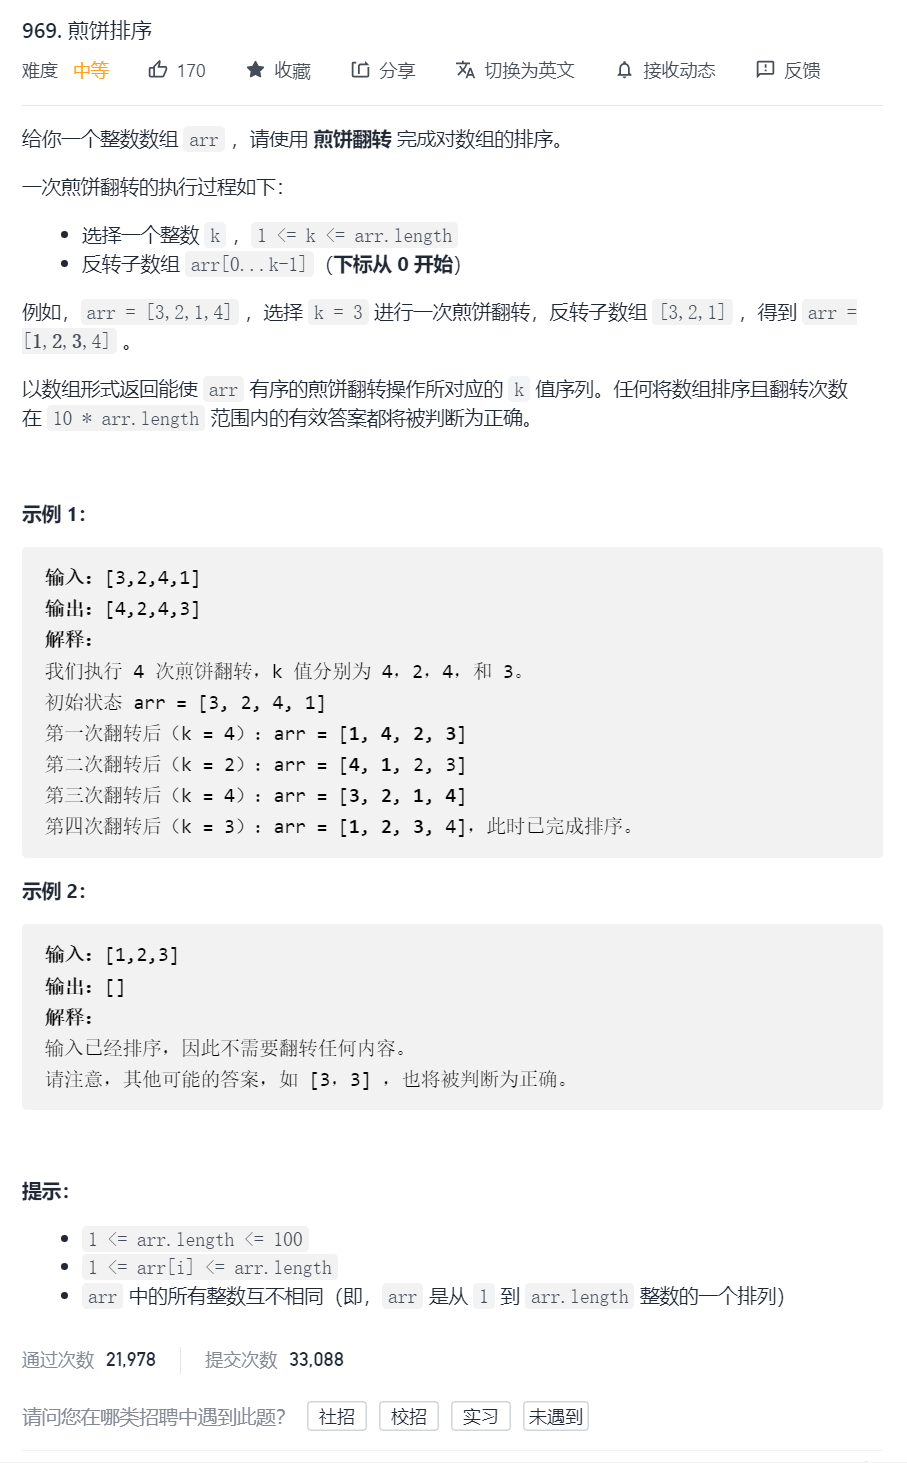 969. 煎饼排序
难度 中等 170 收藏 分享 切换为英文 接收动态 反馈
给你一个整数数组 arr ，请使用 煎饼翻转 完成对数组的排序。
一次煎饼翻转的执行过程如下：
选择一个整数 k ，1 <= k <= arr.length
反转子数组 arr[0...k-1]（下标从 0 开始）
例如，arr = [3,2,1,4] ，选择 k = 3 进行一次煎饼翻转，反转子数组 [3,2,1] ，得到 arr =
[1,2,3,4] 。
以数组形式返回能使 arr 有序的煎饼翻转操作所对应的 k 值序列。任何将数组排序且翻转次数
在 10 * arr.length 范围内的有效答案都将被判断为正确。
示例 1：
输入：[3,2,4,1]
输出：[4,2,4,3]
解释：
我们执行 4 次煎饼翻转，k 值分别为 4，2，4，和 3。
初始状态 arr = [3, 2, 4, 1]
第一次翻转后（k = 4）：arr = [1, 4, 2, 3]
第二次翻转后（k = 2）：arr = [4, 1, 2, 3]
第三次翻转后（k = 4）：arr = [3, 2, 1, 4]
第四次翻转后（k = 3）：arr = [1, 2, 3, 4]，此时已完成排序。
示例 2：
输入：[1,2,3]
输出：[]
解释：
输入已经排序，因此不需要翻转任何内容。
请注意，其他可能的答案，如 [3，3] ，也将被判断为正确。
提示：
1 <= arr.length <= 100
1 <= arr[i] <= arr.length
arr 中的所有整数互不相同（即，arr 是从 1 到 arr.length 整数的一个排列）
通过次数 21,978 提交次数 33,088
请问您在哪类招聘中遇到此题？ 社招 校招 实习 未遇到